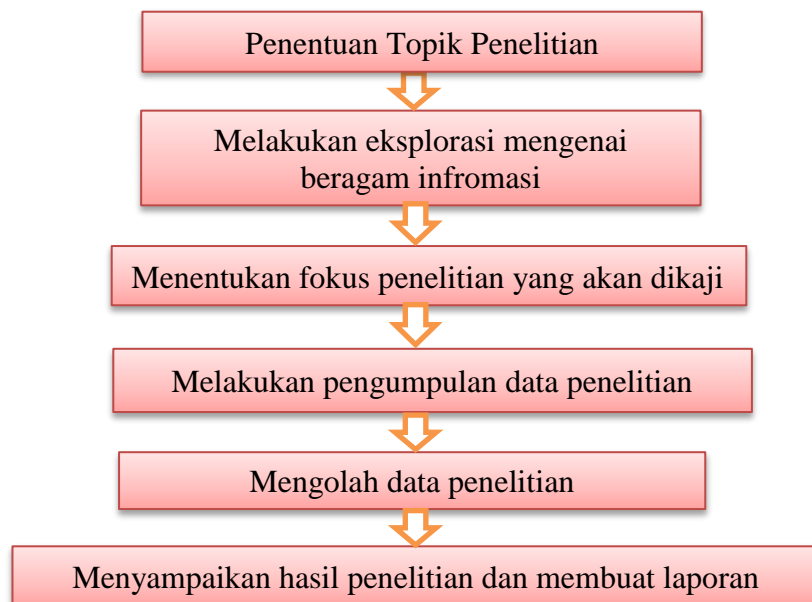 Penentuan Topik Penelitian
Melakukan eksplorasi mengenai
beragam infromasi
Menentukan fokus penelitian yang akan dikaji
Melakukan pengumpulan data penelitian
Mengolah data penelitian
Menyampaikan hasil penelitian dan membuat laporan